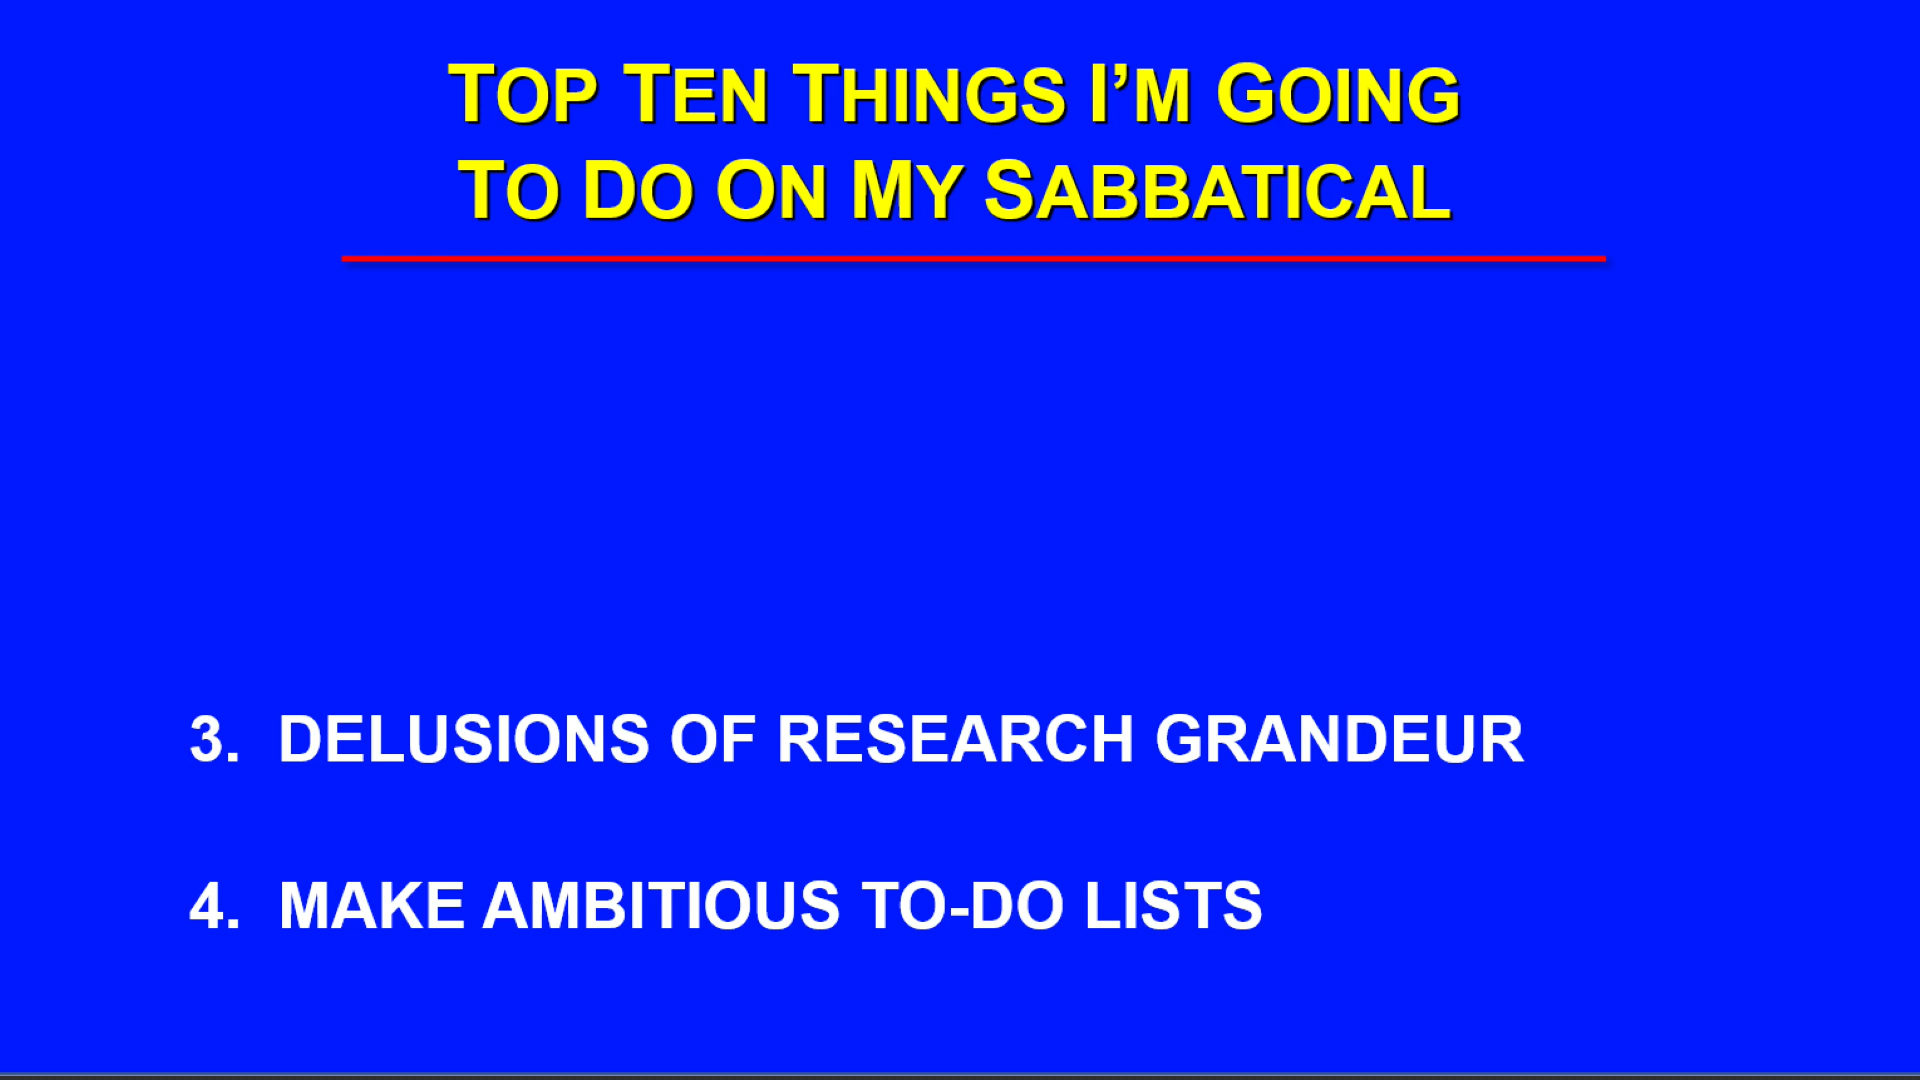 TOP TEN THINGS I’M GOING
TO DO ON MY SABBATICAL
3. DELUSIONS OF RESEARCH GRANDEUR
4. MAKE AMBITIOUS TO-DO LISTS